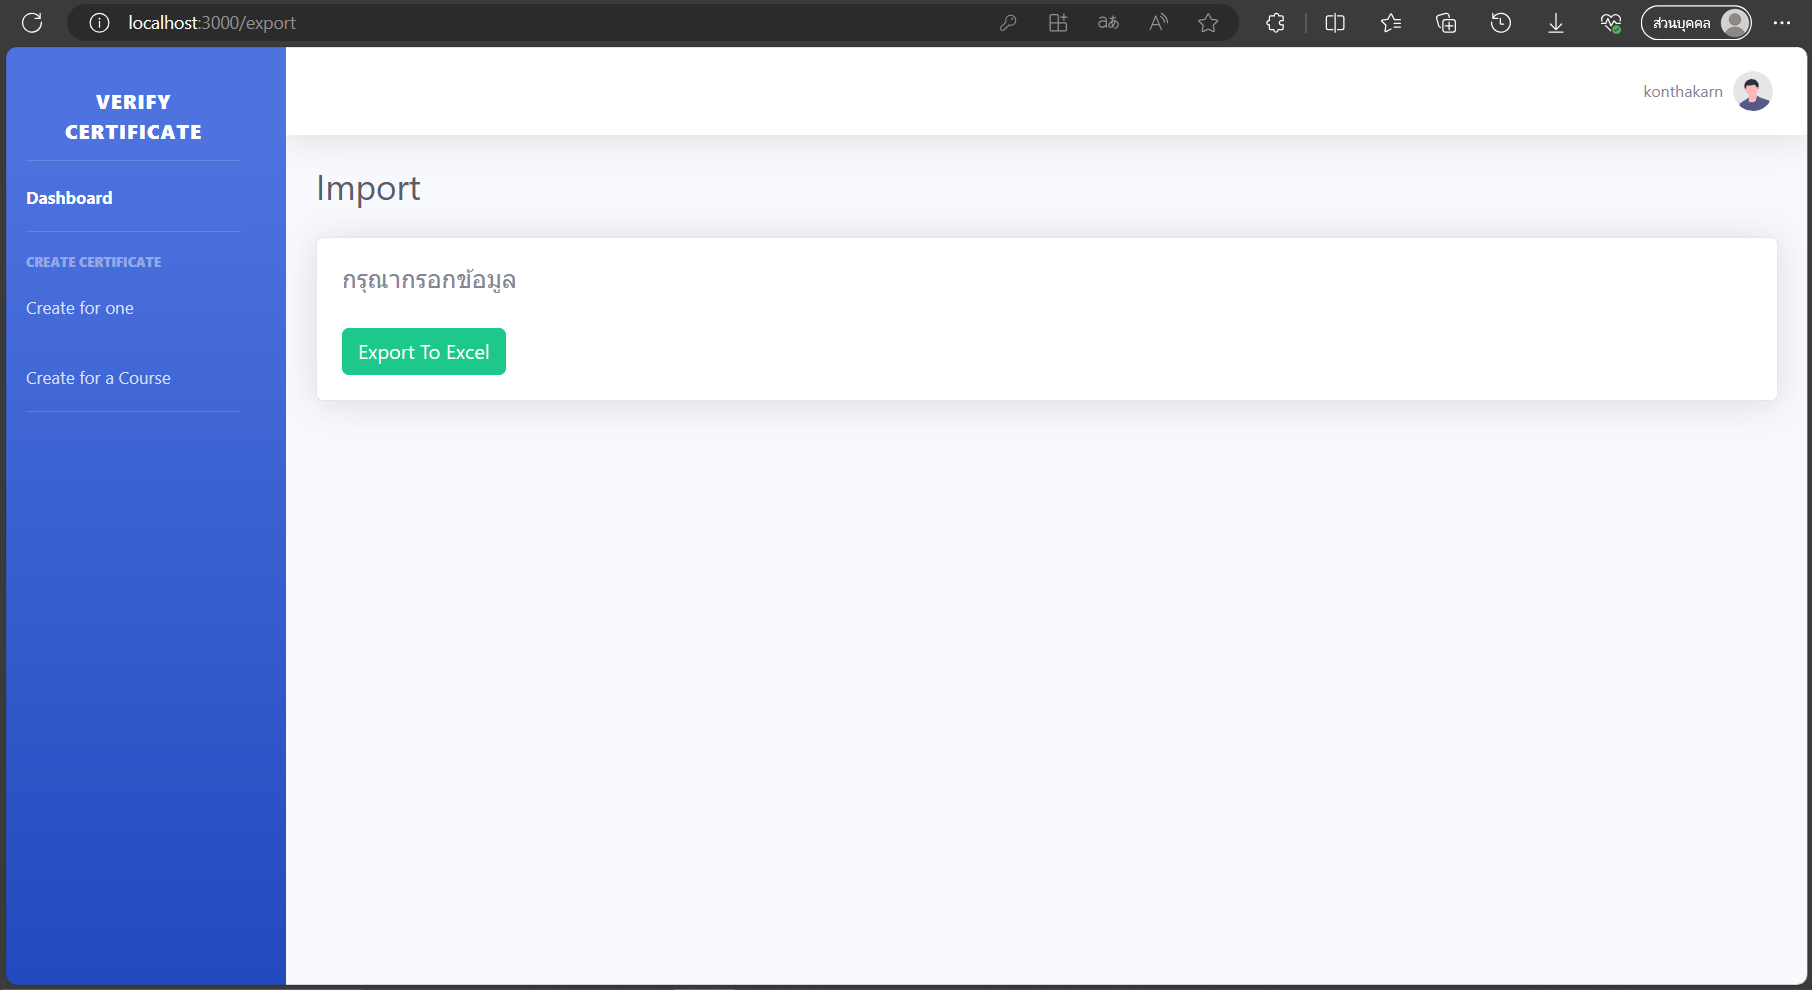 localhost:3000/export
ส่วนบุคคล
VERIFY
CERTIFICATE
Dashboard
CREATE CERTIFICATE
Create for one
Create for a Course
konthakarn
Import
กรุณากรอกข้อมูล
Export To Excel